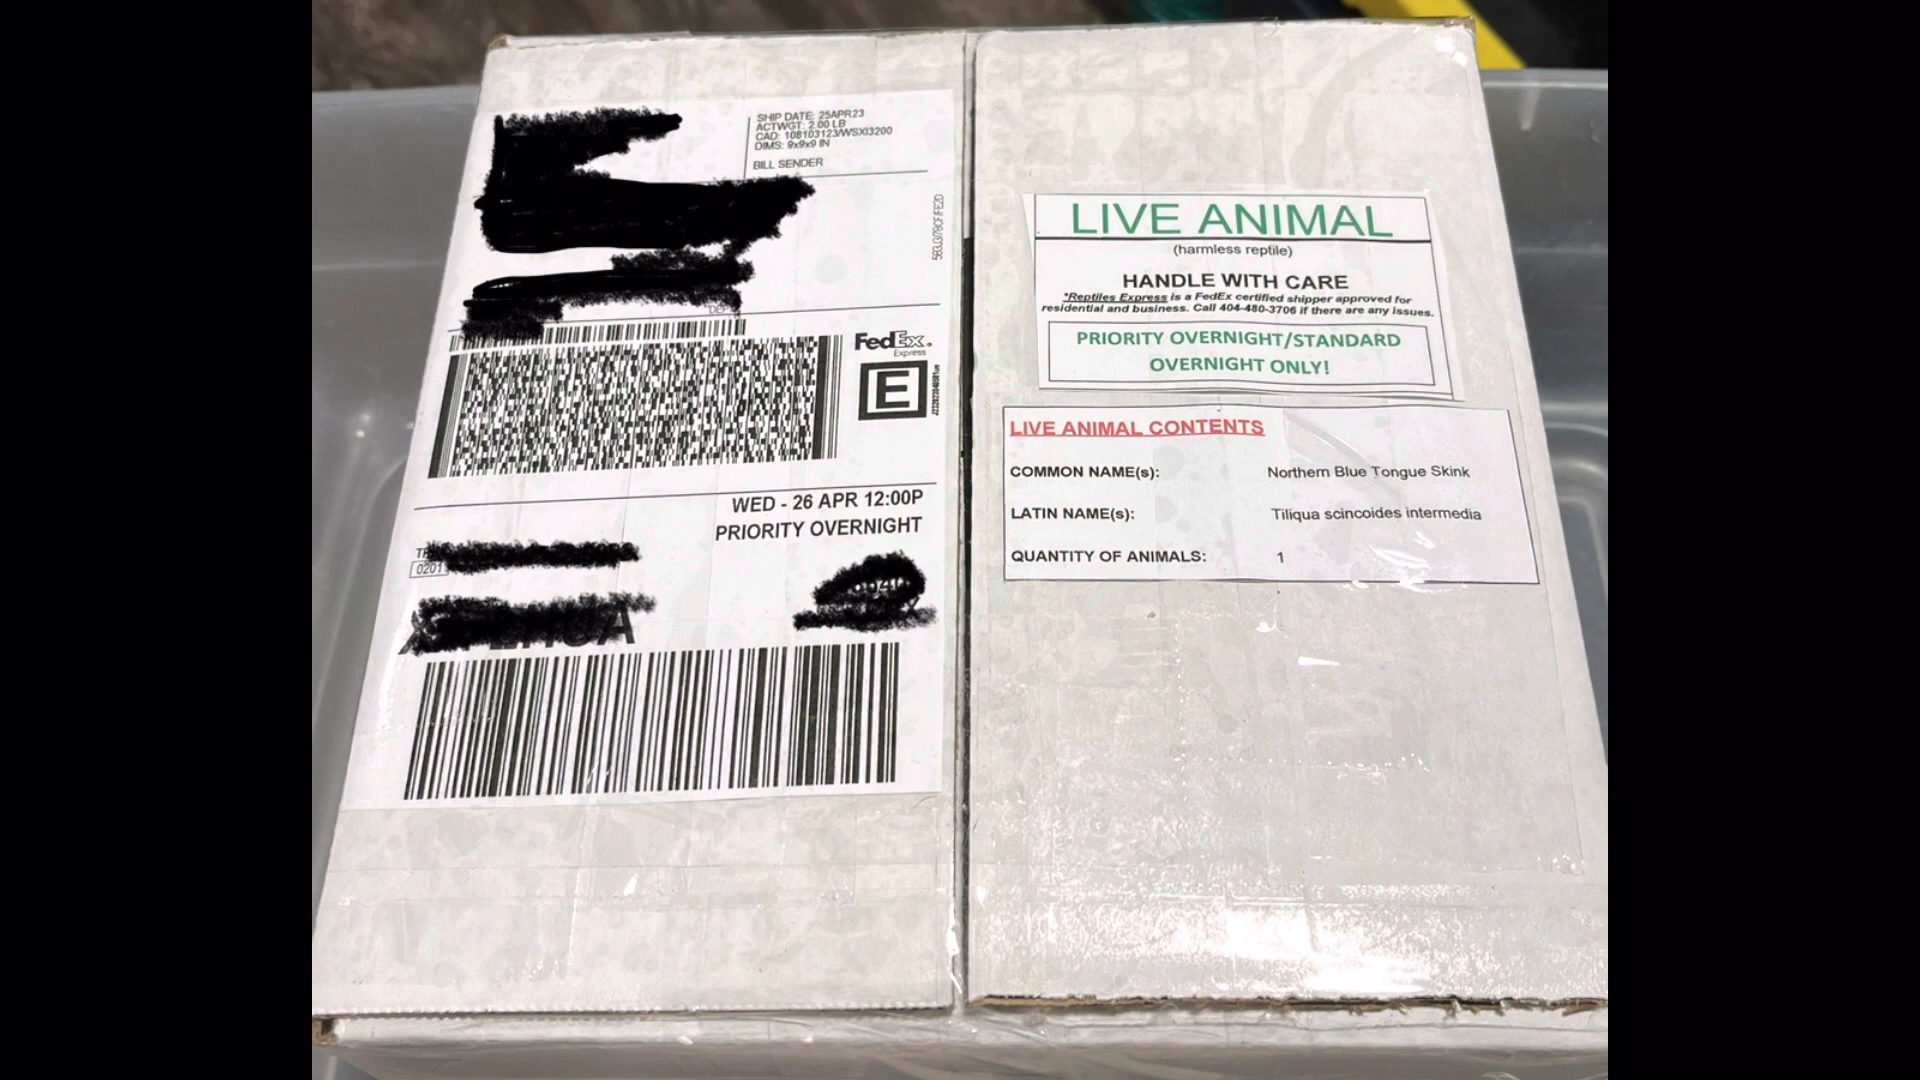 SHIP DATE: 25APR23
ACTWGT: 2.00 LB
CAD: 108103123/WSXI3200
DIMS: 9x9x9 IN
BILL SENDER
FedEx
Express
E
WED - 26 APR 12:00P
PRIORITY OVERNIGHT
0201
LIVE ANIMAL
(harmless reptile)
HANDLE WITH CARE
*Reptiles Express is a FedEx certified shipper approved for
residential and business. Call 404-480-3706 if there are any issues.
PRIORITY OVERNIGHT/STANDARD
OVERNIGHT ONLY!
LIVE ANIMAL CONTENTS
COMMON NAME(s): Northern Blue Tongue Skink
LATIN NAME(s): Tiliqua scincoides intermedia
QUANTITY OF ANIMALS: 1